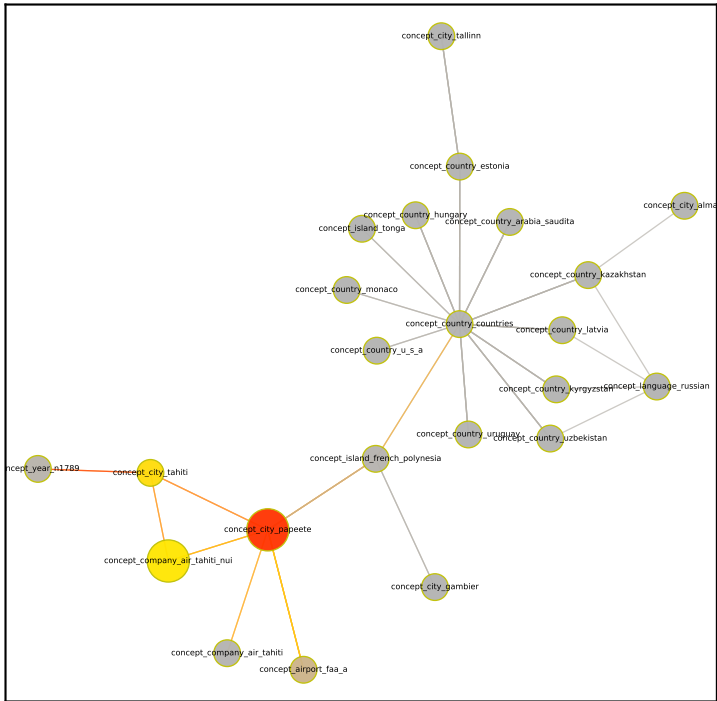 concept_city_tallinn
concept_country_estonia
concept_city_alma
concept_country_hungary
concept_country_arabia_saudita
concept_island_tonga
concept_country_kazakhstan
concept_country_monaco
concept_country_countries
concept_country_latvia
concept_country_u_s_a
concept_country_kyrgyzstan
concept_language_russian
concept_country_uruguay
concept_country_uzbekistan
concept_island_french_polynesia
ncept_year_n1789
concept_city_tahiti
concept_city_papeete
concept_company_air_tahiti_nui
concept_city_gambier
concept_company_air_tahiti
concept_airport_faa_a